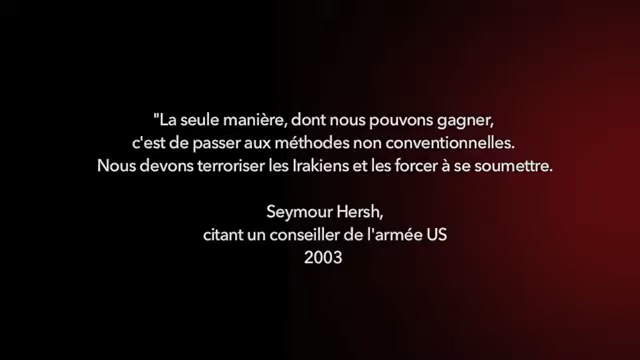 "La seule manière, dont nous pouvons gagner,
c'est de passer aux méthodes non conventionnelles.
Nous devons terroriser les Irakiens et les forcer à se soumettre.
Seymour Hersh,
citant un conseiller de l'armée US
2003